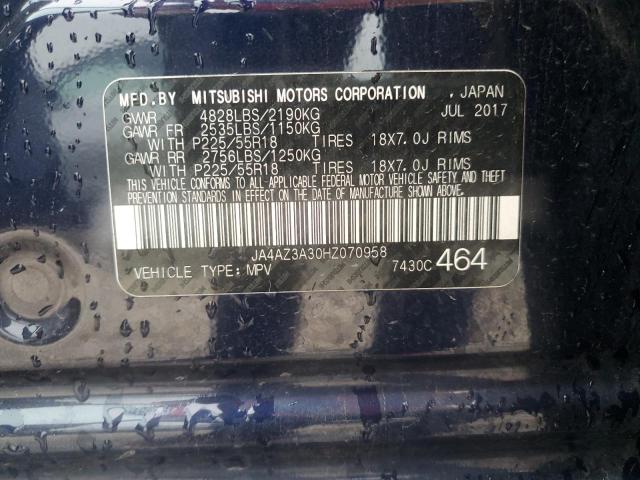 MFD.BY MITSUBISHI MOTORS CORPORATION , JAPAN
GVWR 4828LBS/2190KG JUL 2017
GAWR FR 2535LBS/1150KG
WITH P225/55R18 TIRES 18X7.0J RIMS
GAWR RR 2756LBS/1250KG
WITH P225/55R18 TIRES 18X7.0J RIMS
THIS VEHICLE CONFORMS TO ALL APPLICABLE FEDERAL MOTOR VEHICLE SAFETY AND THEFT
PREVENTION STANDARDS IN EFFECT ON THE DATE OF MANUFACTURE SHOWN ABOVE.
JA4AZ3A30HZ070958
VEHICLE TYPE: MPV 7430C 464